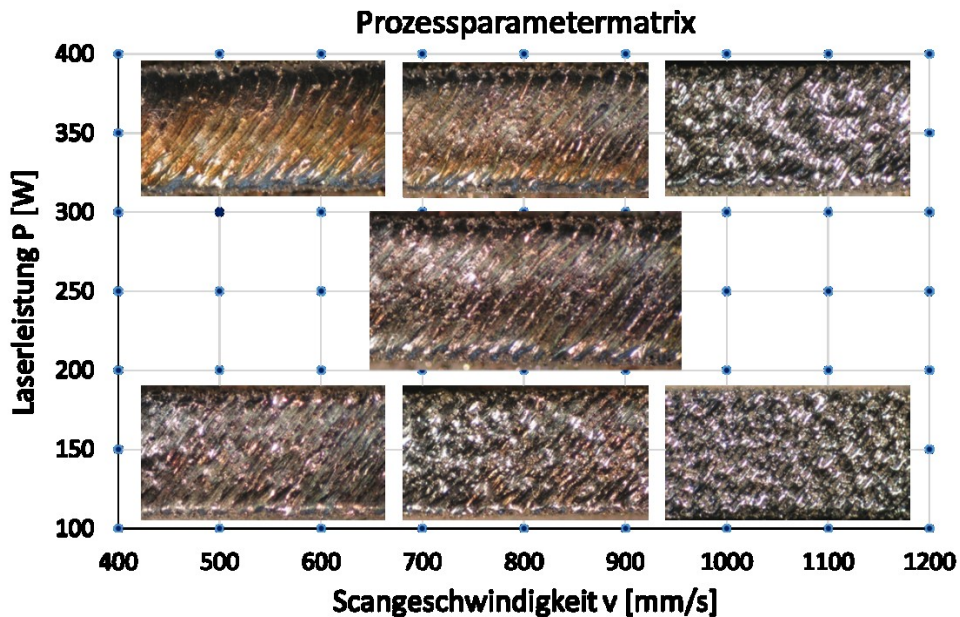 Prozessparametermatrix
Laserleistung P [W]
400
350
300
250
200
150
100
400 500 600 700 800 900 1000 1100 1200
Scangeschwindigkeit v [mm/s]